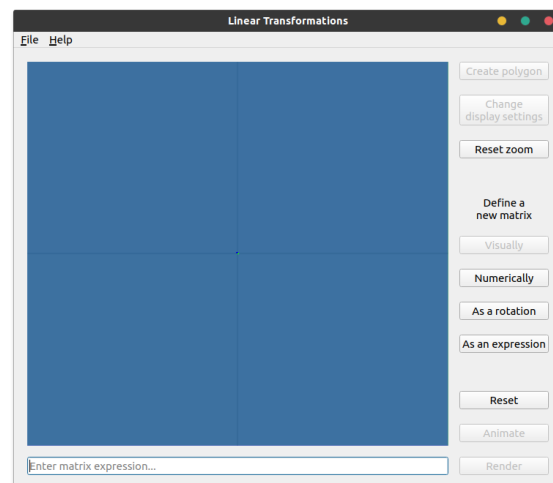 Linear Transformations
File Help
Create polygon
Change
display settings
Reset zoom
Define a
new matrix
Visually
Numerically
As a rotation
As an expression
Reset
Animate
Enter matrix expression...
Render